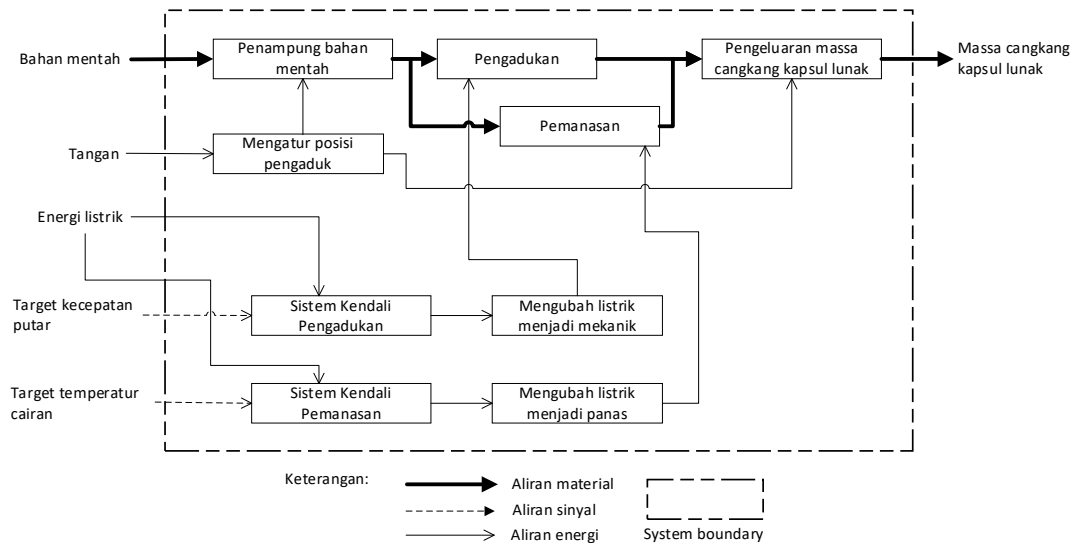 Bahan mentah
Penampung bahan
mentah
Pengadukan
Pengeluaran massa
cangkang kapsul lunak
Massa cangkang
kapsul lunak
Pemanasan
Tangan
Mengatur posisi
pengaduk
Energi listrik
Target kecepatan
putar
Sistem Kendali
Pengadukan
Mengubah listrik
menjadi mekanik
Target temperatur
cairan
Sistem Kendali
Pemanasan
Mengubah listrik
menjadi panas
Keterangan:
Aliran material
Aliran sinyal
Aliran energi
System boundary